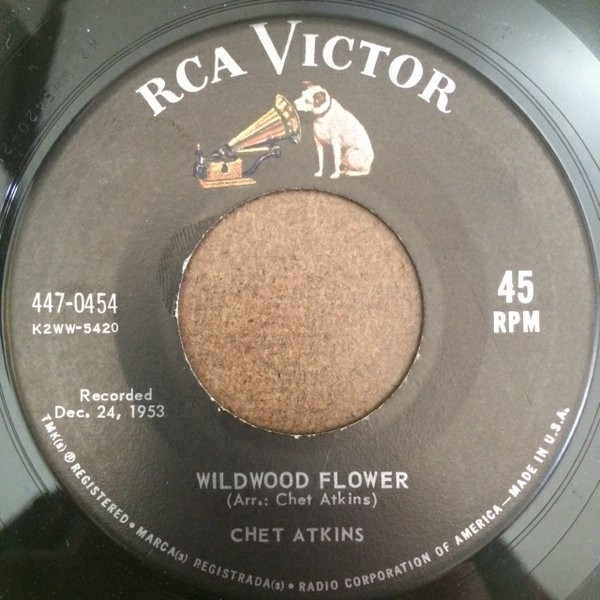 RCA VICTOR
447-0454
K2WW-5420
45
RPM
Recorded
Dec. 24, 1953
WILDWOOD FLOWER
(Arr.: Chet Atkins)
CHET ATKINS
TMK(s) ® REGISTERED • MARCA(s) REGISTRADA(s) • RADIO CORPORATION OF AMERICA—MADE IN U.S.A.